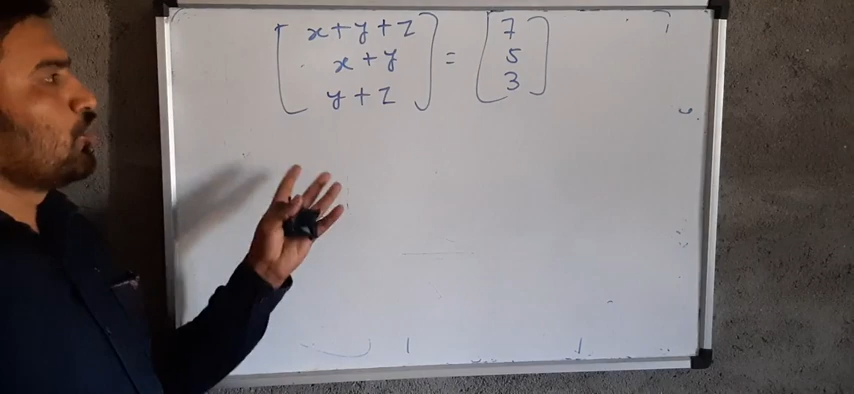 [ x+y+z ] = [ 7 ]
[ x+y ] = [ 5 ]
[ y+z ] = [ 3 ]